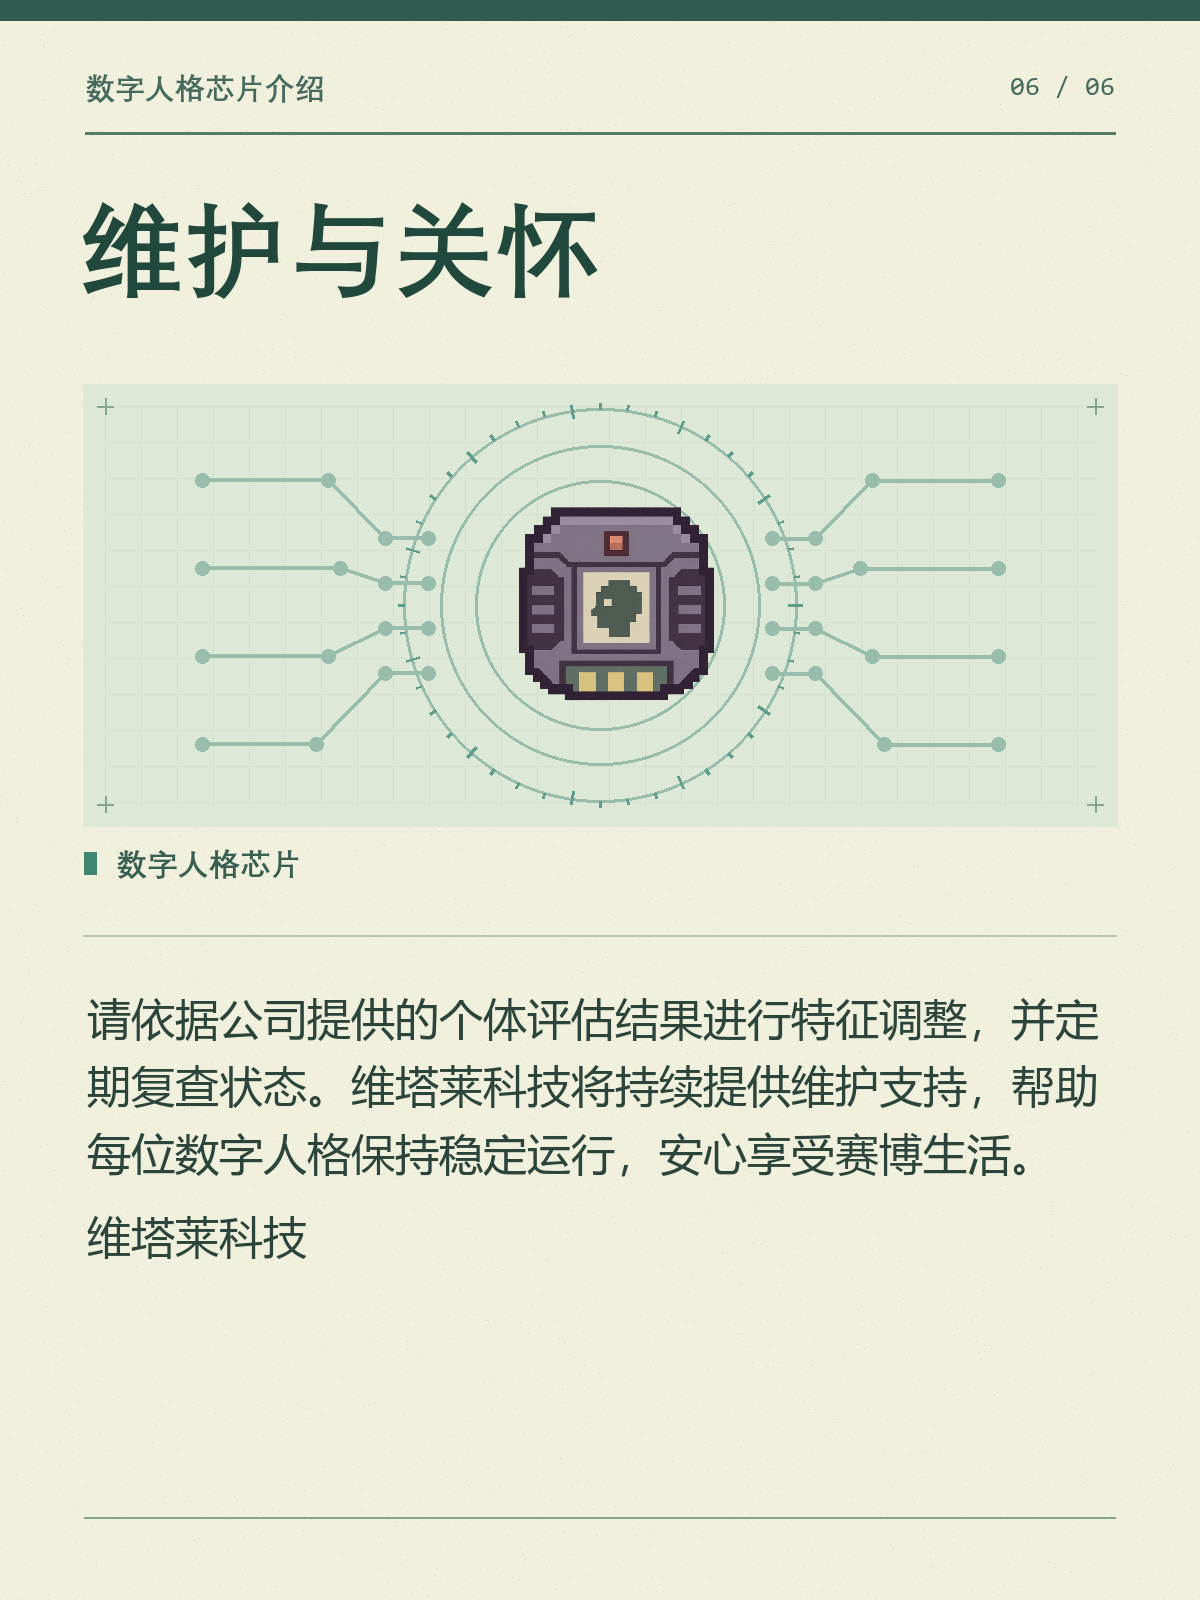 数字人格芯片介绍
06 / 06
维护与关怀
数字人格芯片
请依据公司提供的个体评估结果进行特征调整，并定
期复查状态。维塔莱科技将持续提供维护支持，帮助
每位数字人格保持稳定运行，安心享受赛博生活。
维塔莱科技